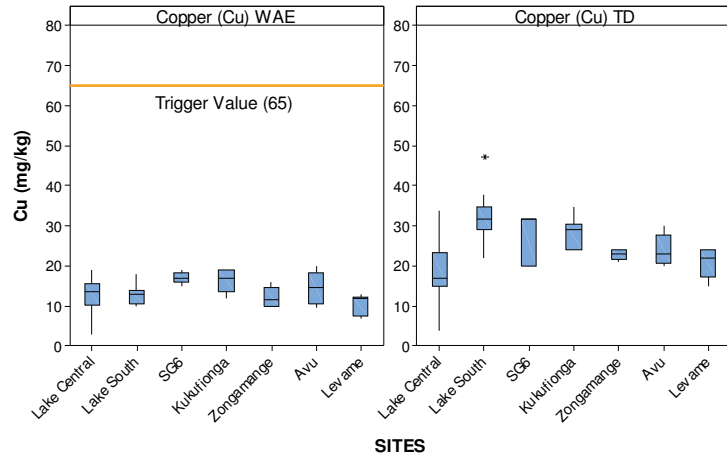 Copper (Cu) WAE
Copper (Cu) TD
80
70
60
50
40
30
20
10
0
80
70
60
50
40
30
20
10
0
Trigger Value (65)
Cu (mg/kg)
Lake Central
Lake South
SG6
Kukufionga
Zongamange
Avu
Levame
Lake Central
Lake South
SG6
Kukufionga
Zongamange
Avu
Levame
SITES